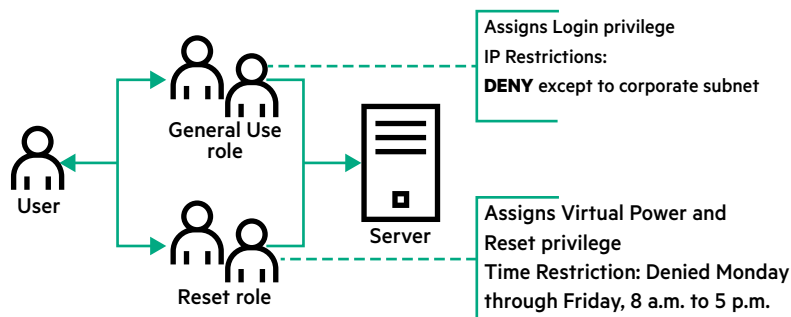 Assigns Login privilege
IP Restrictions:
DENY except to corporate subnet
General Use
role
User
Server
Assigns Virtual Power and
Reset privilege
Time Restriction: Denied Monday
through Friday, 8 a.m. to 5 p.m.
Reset role